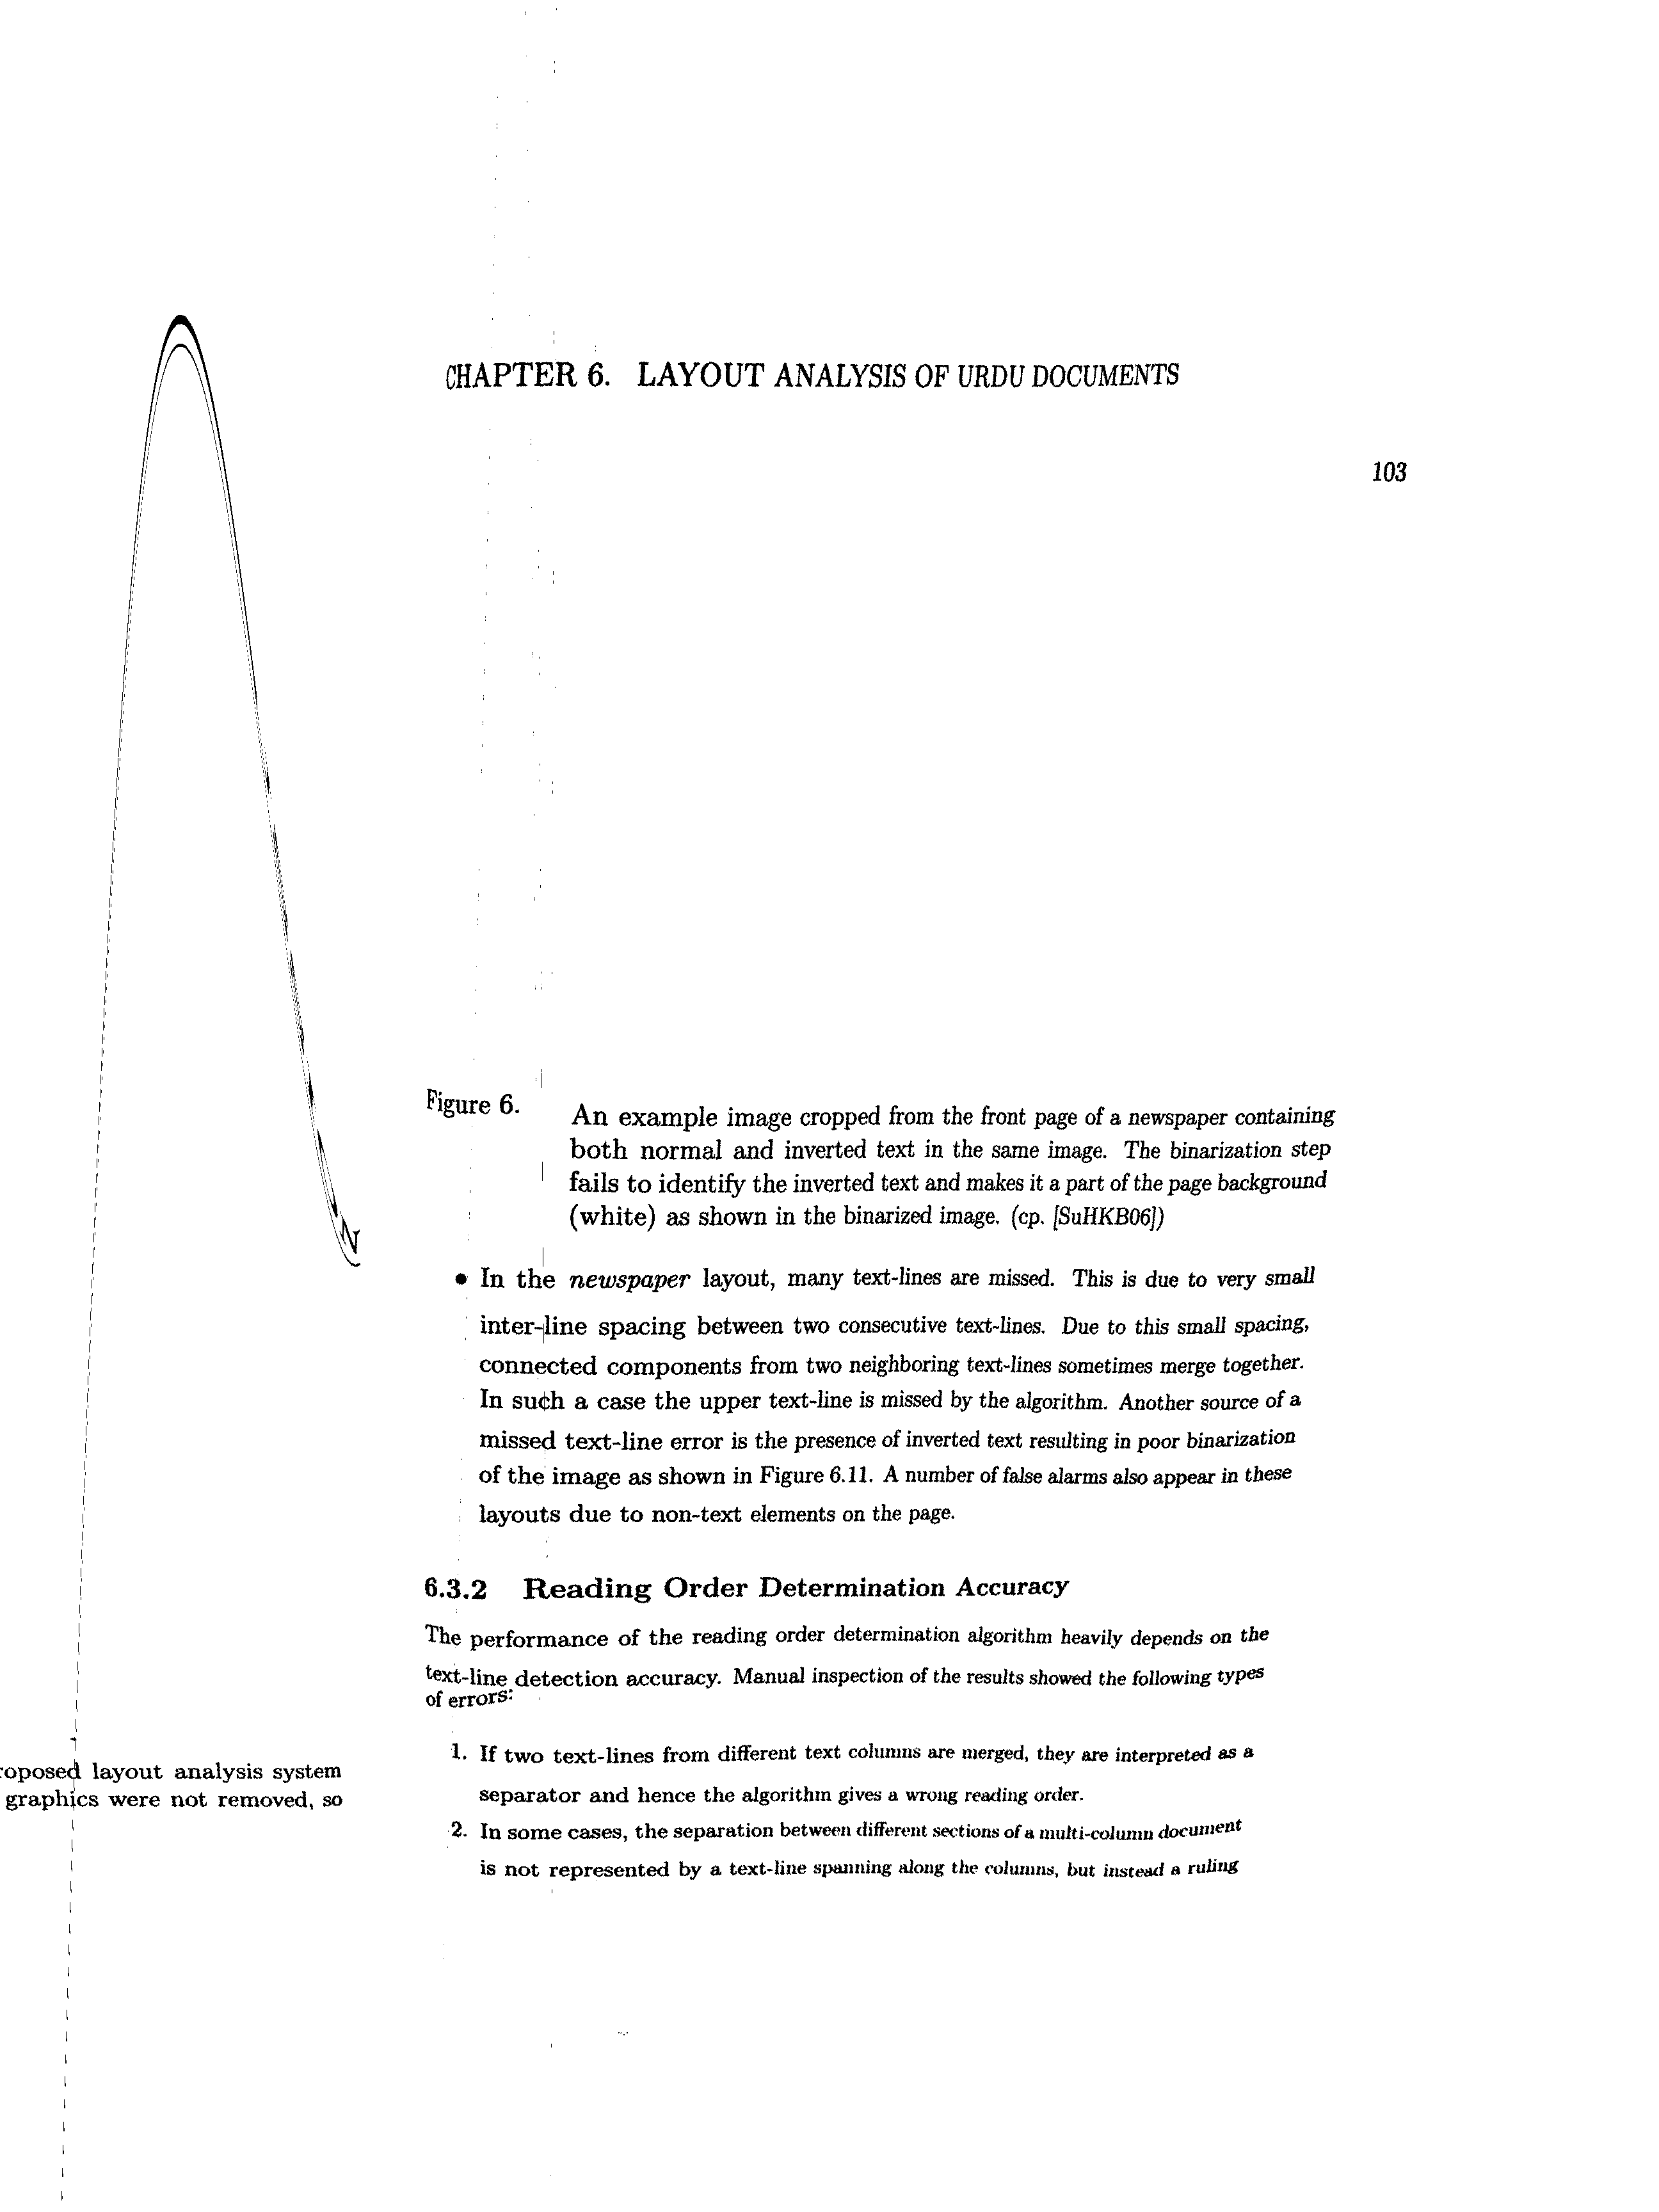 CHAPTER 6. LAYOUT ANALYSIS OF URDU DOCUMENTS
103
Figure 6.
An example image cropped from the front page of a newspaper containing
both normal and inverted text in the same image. The binarization step
fails to identify the inverted text and makes it a part of the page background
(white) as shown in the binarized image. (cp. [SuHKB06])
• In the newspaper layout, many text-lines are missed. This is due to very small
inter-line spacing between two consecutive text-lines. Due to this small spacing,
connected components from two neighboring text-lines sometimes merge together.
In such a case the upper text-line is missed by the algorithm. Another source of a
missed text-line error is the presence of inverted text resulting in poor binarization
of the image as shown in Figure 6.11. A number of false alarms also appear in these
layouts due to non-text elements on the page.
6.3.2 Reading Order Determination Accuracy
The performance of the reading order determination algorithm heavily depends on the
text-line detection accuracy. Manual inspection of the results showed the following types
of errors:
1. If two text-lines from different text columns are merged, they are interpreted as a
separator and hence the algorithm gives a wrong reading order.
2. In some cases, the separation between different sections of a multi-column document
is not represented by a text-line spanning along the columns, but instead a ruling
layout analysis system
graphics were not removed, so